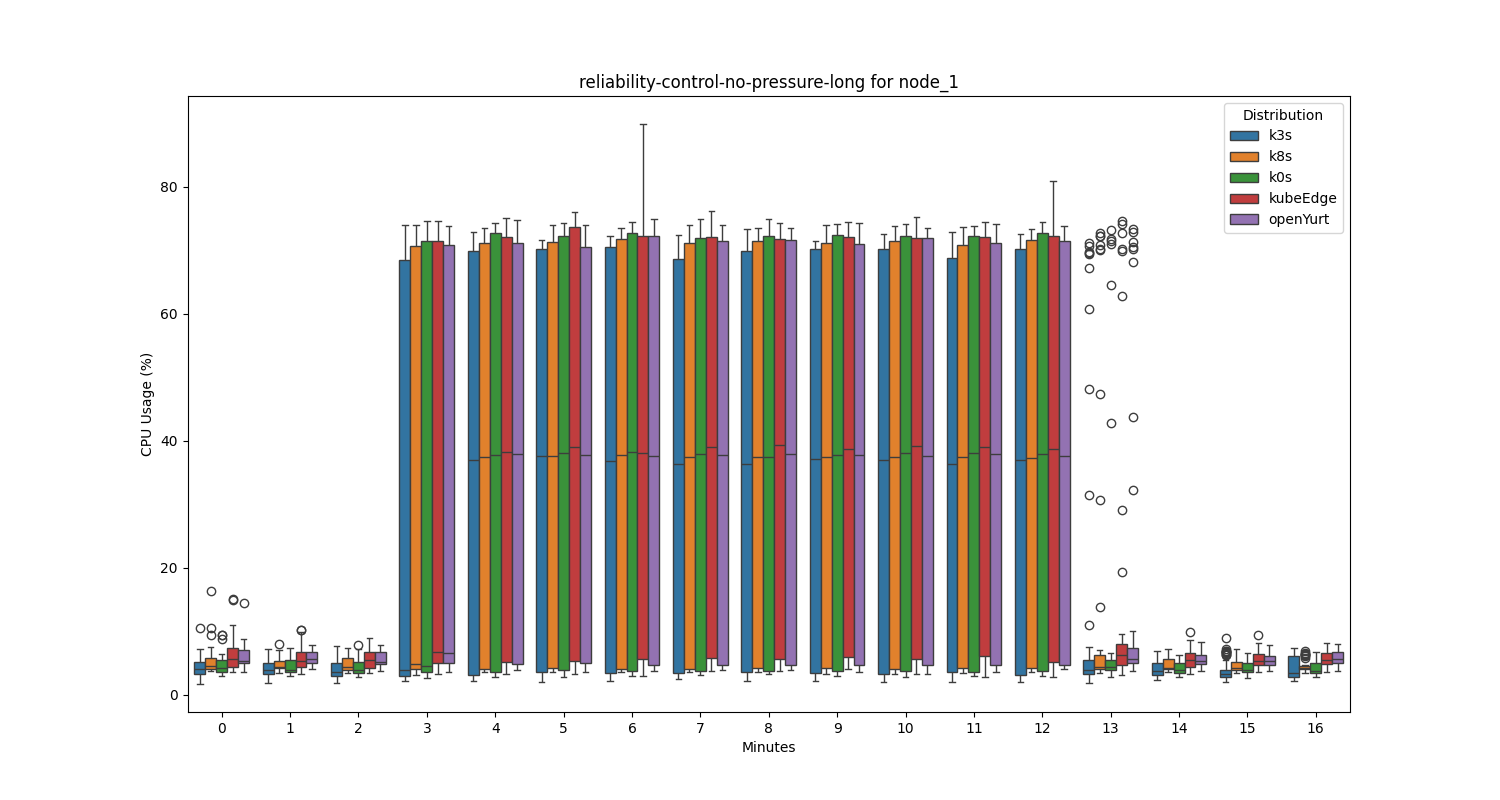 reliability-control-no-pressure-long for node_1
Distribution
k3s
k8s
k0s
kubeEdge
openYurt
CPU Usage (%)
80
60
40
20
0
0 1 2 3 4 5 6 7 8 9 10 11 12 13 14 15 16
Minutes